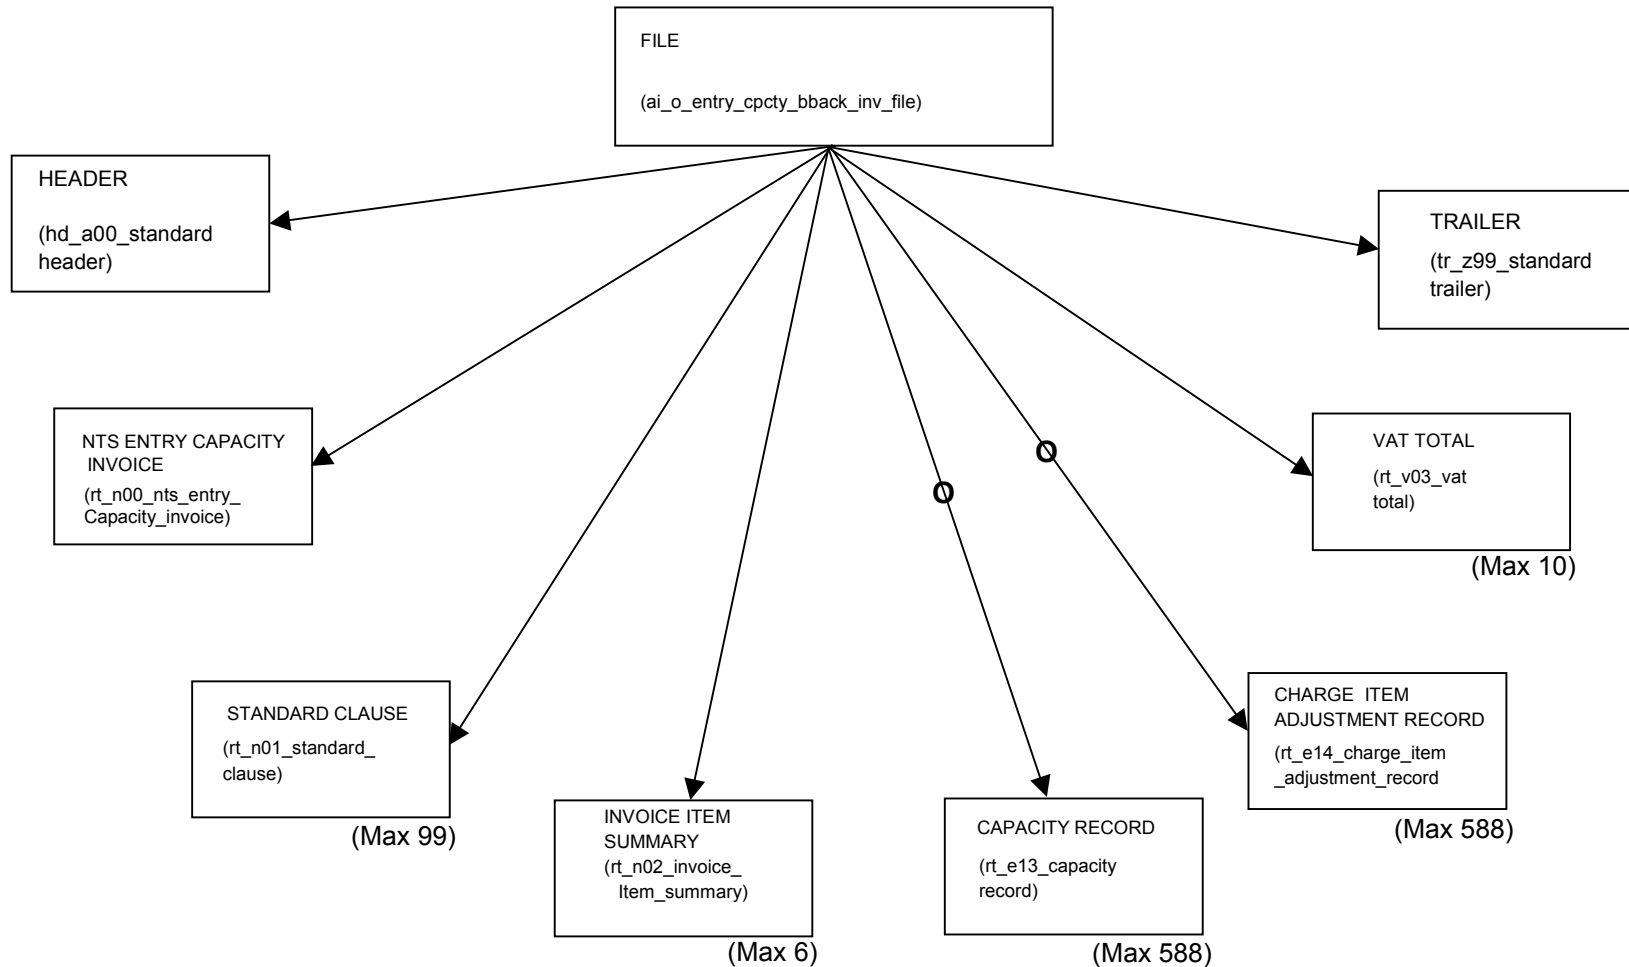 FILE
(ai_o_entry_cpcty_bback_inv_file)
HEADER
(hd_a00_standard
header)
TRAILER
(tr_z99_standard
trailer)
NTS ENTRY CAPACITY
INVOICE
(rt_n00_nts_entry_
Capacity_invoice)
O
O
VAT TOTAL
(rt_v03_vat
total)
(Max 10)
STANDARD CLAUSE
(rt_n01_standard_
clause)
(Max 99)
INVOICE ITEM
SUMMARY
(rt_n02_invoice_
Item_summary)
(Max 6)
CAPACITY RECORD
(rt_e13_capacity
record)
(Max 588)
CHARGE ITEM
ADJUSTMENT RECORD
(rt_e14_charge_item
_adjustment_record
(Max 588)